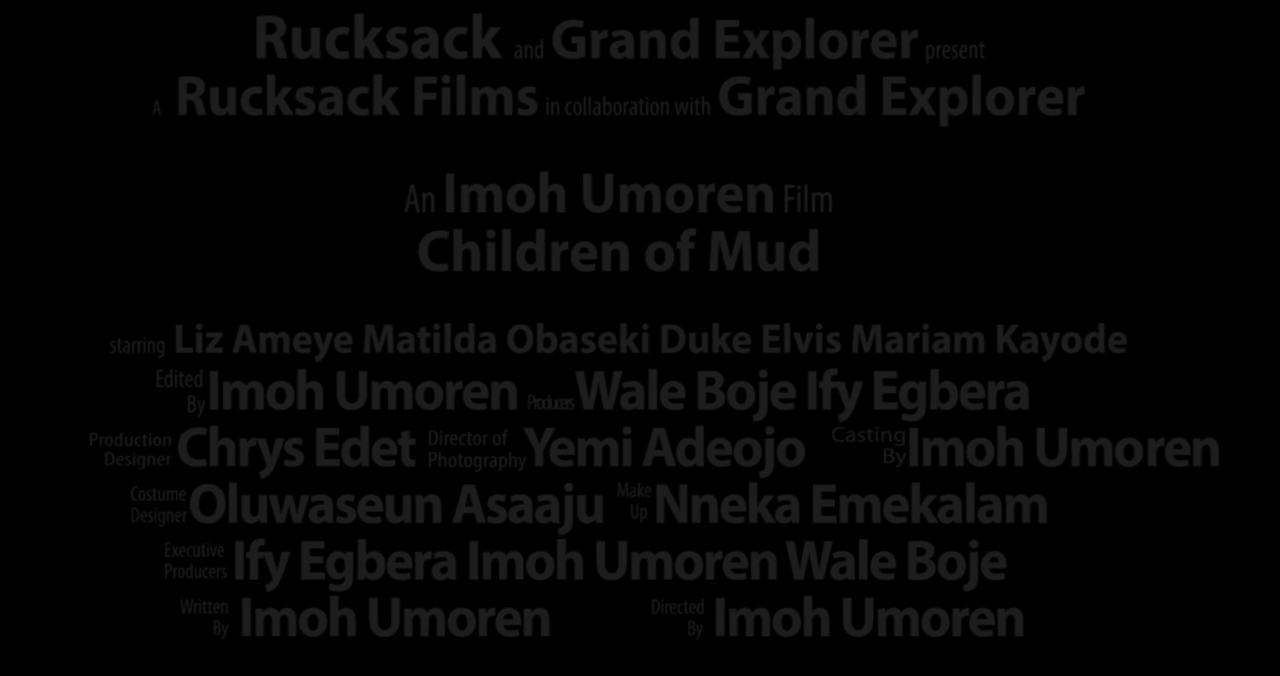 Rucksack and Grand Explorer present
A Rucksack Films in collaboration with Grand Explorer
An Imoh Umoren Film
Children of Mud
starring Liz Ameye Matilda Obaseki Duke Elvis Mariam Kayode
Edited By Imoh Umoren Producers Wale Boje Ify Egbera
Production Designer Chrys Edet Director of Photography Yemi Adeojo Casting By Imoh Umoren
Costume Designer Oluwaseun Asaaju Make Up Nneka Emekalam
Executive Producers Ify Egbera Imoh Umoren Wale Boje
Written By Imoh Umoren Directed By Imoh Umoren